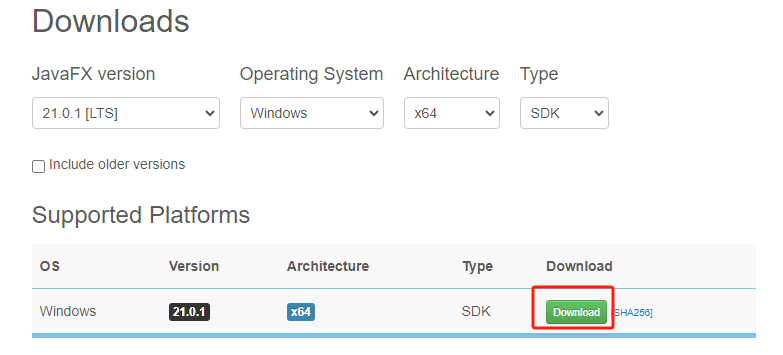 Downloads
JavaFX version Operating System Architecture Type
21.0.1 [LTS] Windows x64 SDK
Include older versions
Supported Platforms
OS Version Architecture Type Download
Windows 21.0.1 x64 SDK Download SHA256]